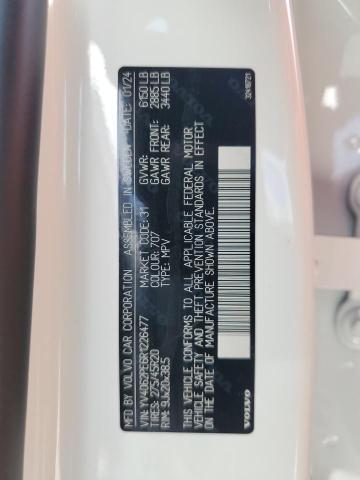 MFD BY VOLVO CAR CORPORATION ASSEMBLED IN SWEDEN DATE: 01/24
VIN: MARKET CODE: 31 GVWR: 6150 LB
TIRES: 275/45R20 COLOUR: 707 GAWR FRONT: 2885 LB
RIM: 9Jx20x38.5 TYPE: MPV GAWR REAR: 3440 LB
THIS VEHICLE CONFORMS TO ALL APPLICABLE FEDERAL MOTOR
VEHICLE SAFETY AND THEFT PREVENTION STANDARDS IN EFFECT
ON THE DATE OF MANUFACTURE SHOWN ABOVE.
VOLVO
32418721